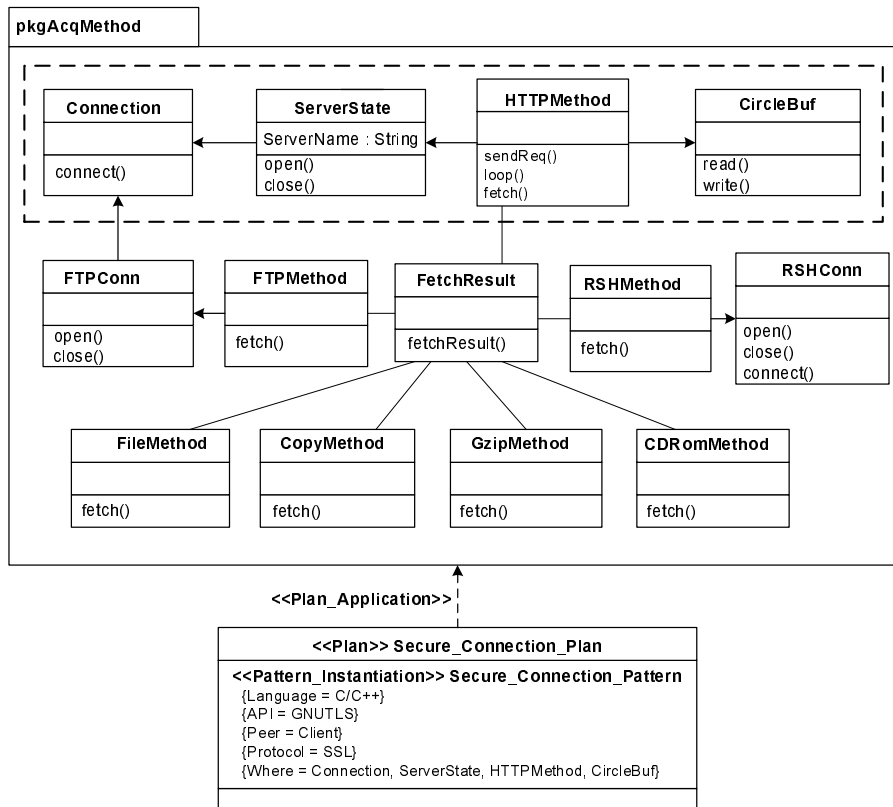 pkgAcqMethod
Connection
connect()
ServerState
ServerName : String
open()
close()
HTTPMethod
sendReq()
loop()
fetch()
CircleBuf
read()
write()
FTPConn
open()
close()
FTPMethod
fetch()
FetchResult
fetchResult()
RSHMethod
fetch()
RSHConn
open()
close()
connect()
FileMethod
fetch()
CopyMethod
fetch()
GzipMethod
fetch()
CDRomMethod
fetch()
<<Plan_Application>>
<<Plan>> Secure_Connection_Plan
<<Pattern_Instantiation>> Secure_Connection_Pattern
{Language = C/C++}
{API = GNUTLS}
{Peer = Client}
{Protocol = SSL}
{Where = Connection, ServerState, HTTPMethod, CircleBuf}